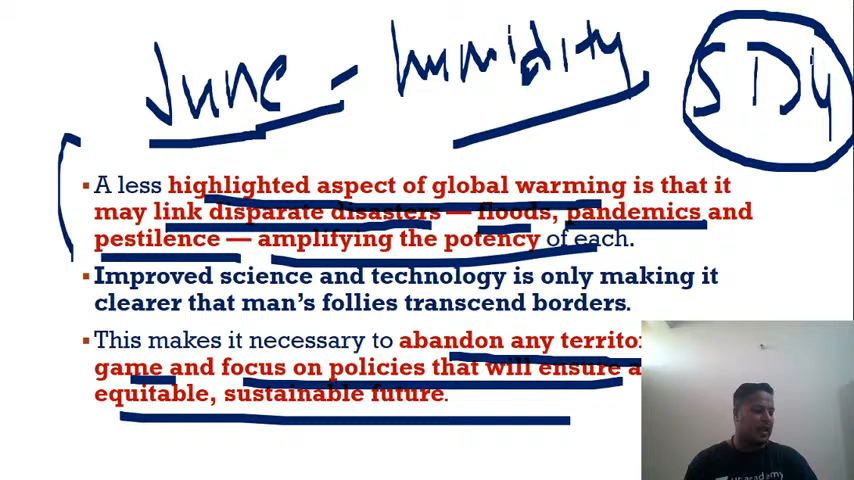 June - humidity
SDY
▪ A less highlighted aspect of global warming is that it
may link disparate disasters — floods, pandemics and
pestilence — amplifying the potency of each.
▪ Improved science and technology is only making it
clearer that man's follies transcend borders.
▪ This makes it necessary to abandon any territo
game and focus on policies that will ensure a
equitable, sustainable future.